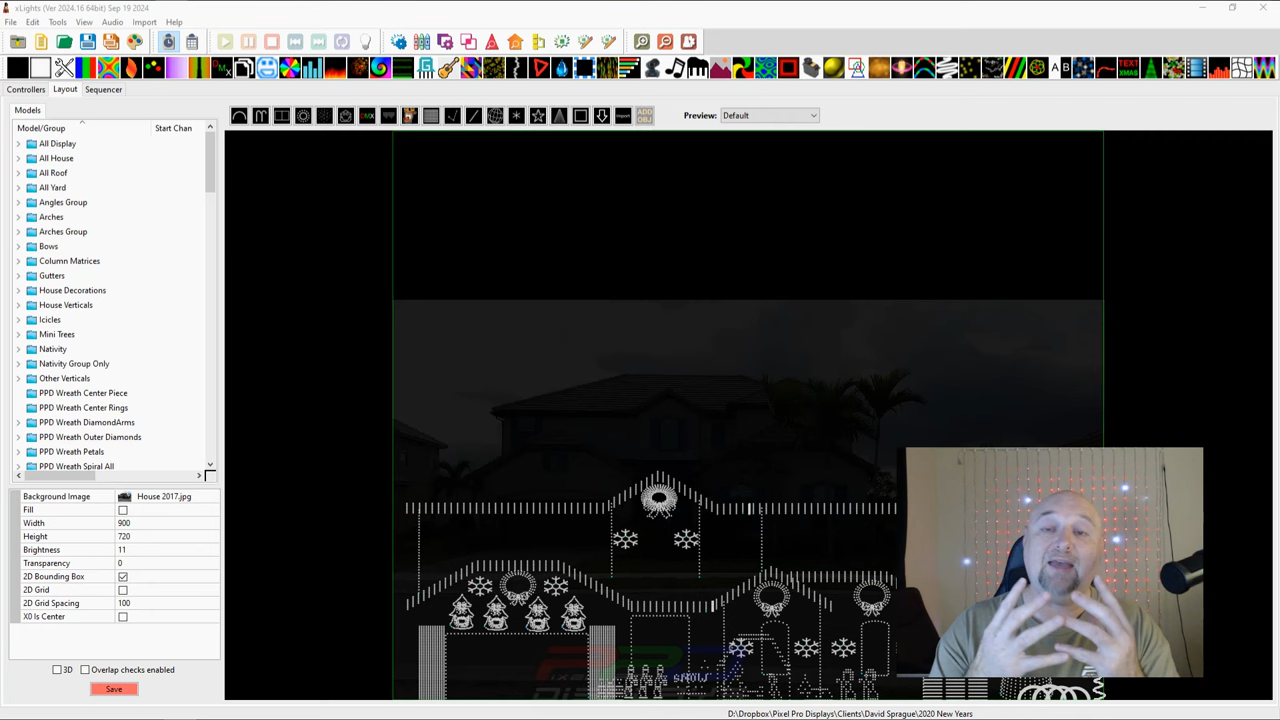 xLights (Ver 2024.16 64bit) Sep 19 2024
File Edit Tools View Audio Import Help
Controllers Layout Sequencer
Models
Preview: Default
Model/Group Start Chan
All Display
All House
All Roof
All Yard
Angles Group
Arches
Arches Group
Bows
Column Matrices
Gutters
House Decorations
House Verticals
Icicles
Mini Trees
Nativity
Nativity Group Only
Other Verticals
PPD Wreath Center Piece
PPD Wreath Center Rings
PPD Wreath DiamondArms
PPD Wreath Outer Diamonds
PPD Wreath Petals
PPD Wreath Spiral All
Background Image House 2017.jpg
Fill
Width 900
Height 720
Brightness 11
Transparency 0
2D Bounding Box
2D Grid
2D Grid Spacing 100
X0 Is Center
3D Overlap checks enabled
Save
D:\Dropbox\Pixel Pro Displays\Clients\David Sprague\2020 New Years